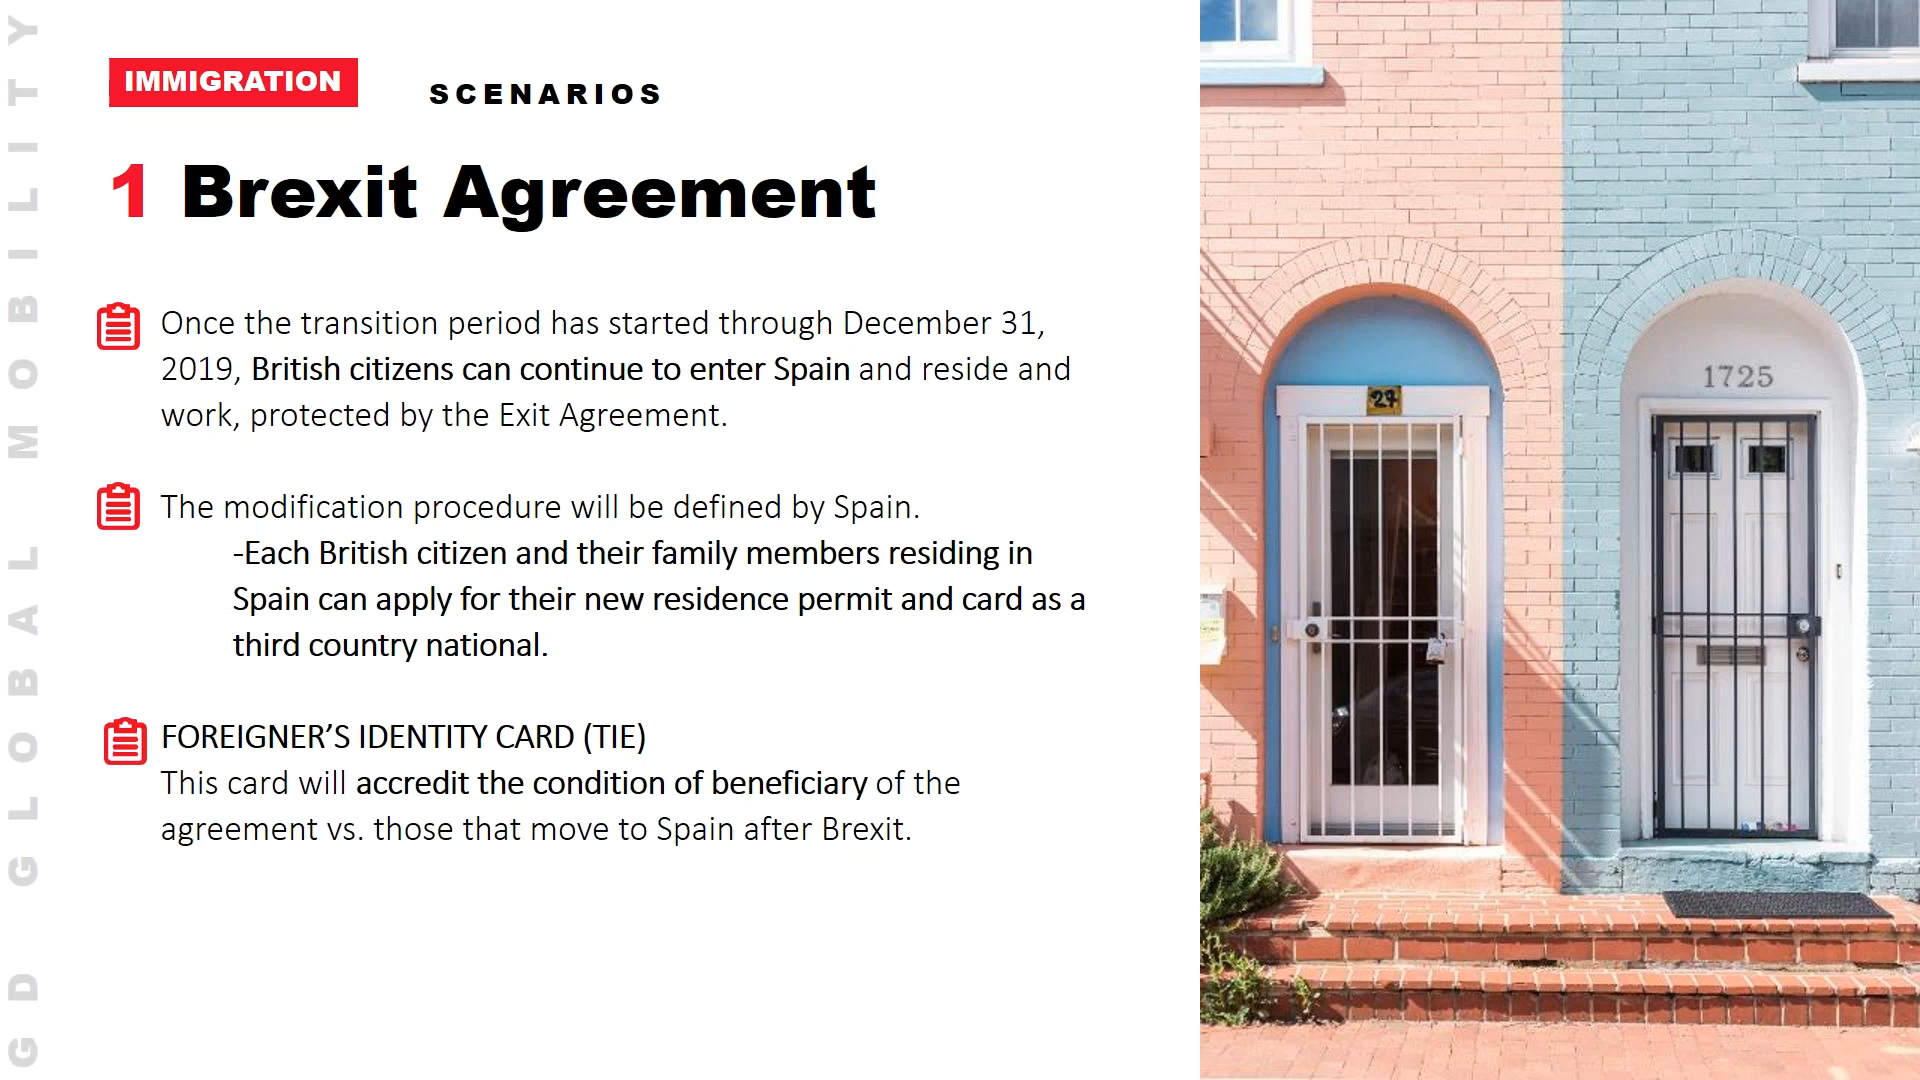 IMMIGRATION
SCENARIOS
1 Brexit Agreement
Once the transition period has started through December 31,
2019, British citizens can continue to enter Spain and reside and
work, protected by the Exit Agreement.
The modification procedure will be defined by Spain.
-Each British citizen and their family members residing in
Spain can apply for their new residence permit and card as a
third country national.
FOREIGNER’S IDENTITY CARD (TIE)
This card will accredit the condition of beneficiary of the
agreement vs. those that move to Spain after Brexit.
GD GLOBAL MOBILITY
27
1725